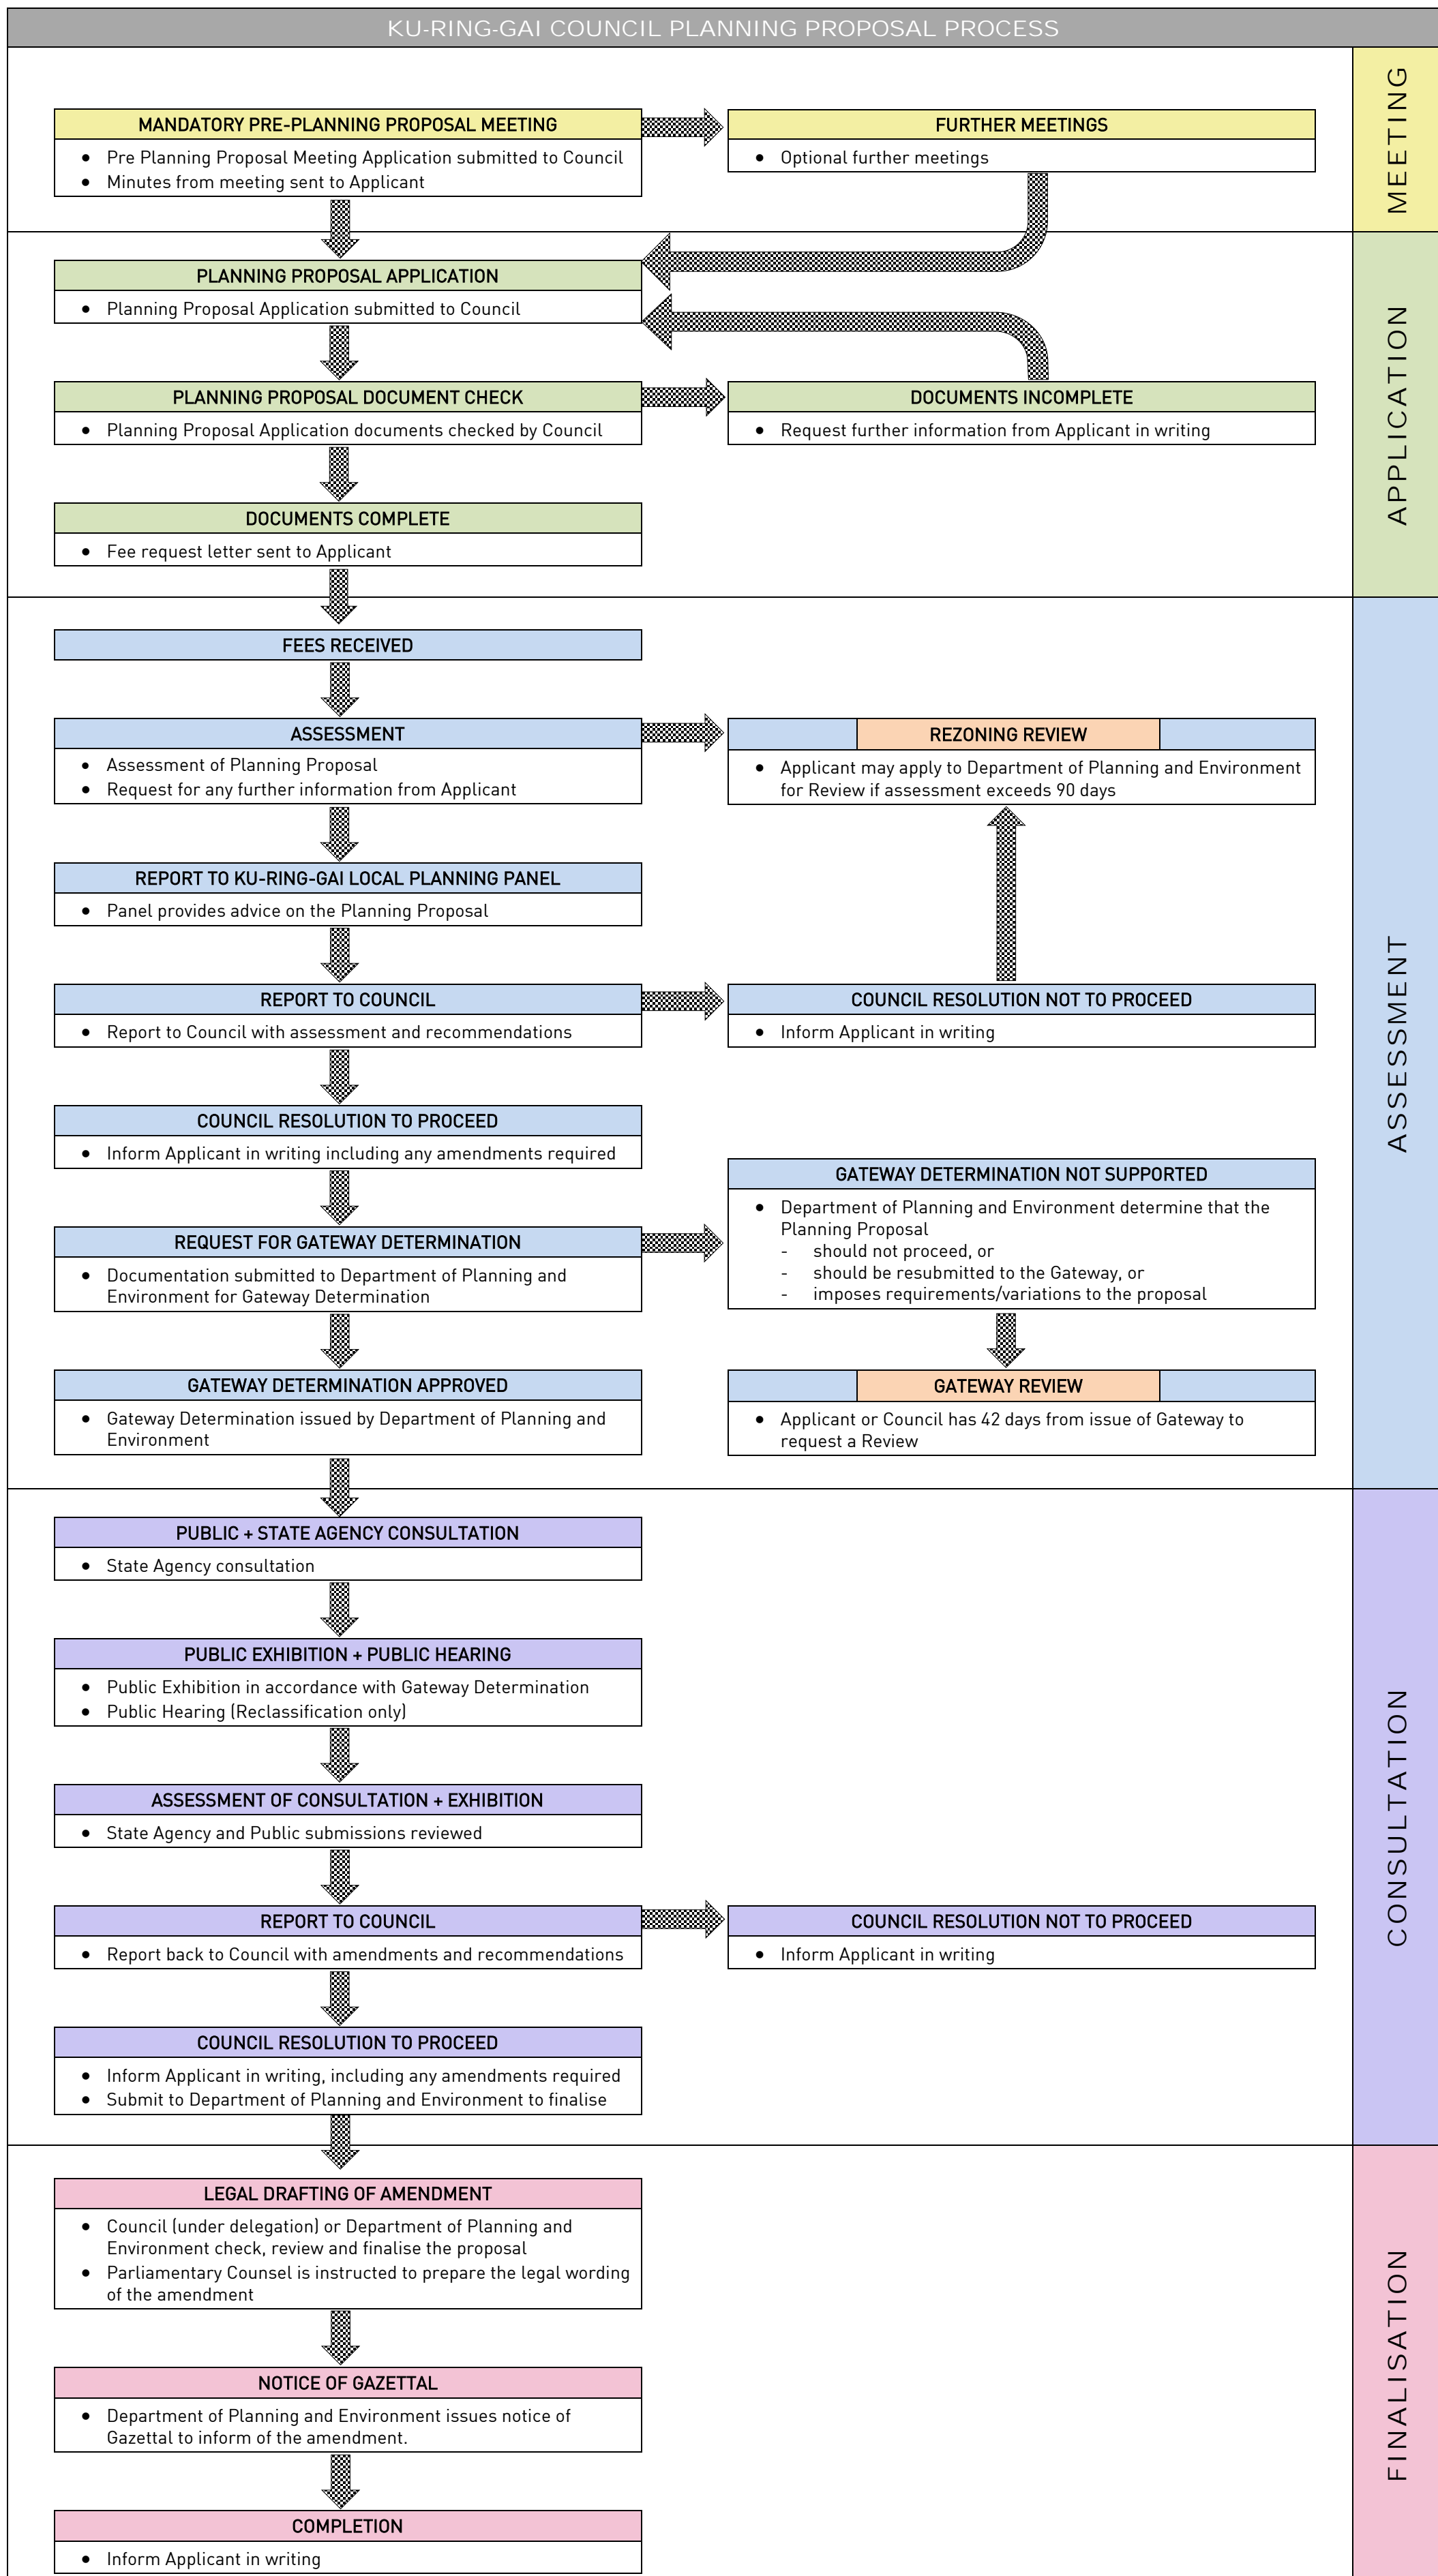 KU-RING-GAI COUNCIL PLANNING PROPOSAL PROCESS
MEETING
MANDATORY PRE-PLANNING PROPOSAL MEETING
● Pre Planning Proposal Meeting Application submitted to Council
● Minutes from meeting sent to Applicant
FURTHER MEETINGS
● Optional further meetings
APPLICATION
PLANNING PROPOSAL APPLICATION
● Planning Proposal Application submitted to Council
PLANNING PROPOSAL DOCUMENT CHECK
● Planning Proposal Application documents checked by Council
DOCUMENTS INCOMPLETE
● Request further information from Applicant in writing
DOCUMENTS COMPLETE
● Fee request letter sent to Applicant
ASSESSMENT
FEES RECEIVED
ASSESSMENT
● Assessment of Planning Proposal
● Request for any further information from Applicant
REZONING REVIEW
● Applicant may apply to Department of Planning and Environment
for Review if assessment exceeds 90 days
REPORT TO KU-RING-GAI LOCAL PLANNING PANEL
● Panel provides advice on the Planning Proposal
REPORT TO COUNCIL
● Report to Council with assessment and recommendations
COUNCIL RESOLUTION NOT TO PROCEED
● Inform Applicant in writing
COUNCIL RESOLUTION TO PROCEED
● Inform Applicant in writing including any amendments required
REQUEST FOR GATEWAY DETERMINATION
● Documentation submitted to Department of Planning and
Environment for Gateway Determination
GATEWAY DETERMINATION NOT SUPPORTED
● Department of Planning and Environment determine that the
Planning Proposal
- should not proceed, or
- should be resubmitted to the Gateway, or
- imposes requirements/variations to the proposal
GATEWAY DETERMINATION APPROVED
● Gateway Determination issued by Department of Planning and
Environment
GATEWAY REVIEW
● Applicant or Council has 42 days from issue of Gateway to
request a Review
CONSULTATION
PUBLIC + STATE AGENCY CONSULTATION
● State Agency consultation
PUBLIC EXHIBITION + PUBLIC HEARING
● Public Exhibition in accordance with Gateway Determination
● Public Hearing (Reclassification only)
ASSESSMENT OF CONSULTATION + EXHIBITION
● State Agency and Public submissions reviewed
REPORT TO COUNCIL
● Report back to Council with amendments and recommendations
COUNCIL RESOLUTION NOT TO PROCEED
● Inform Applicant in writing
COUNCIL RESOLUTION TO PROCEED
● Inform Applicant in writing, including any amendments required
● Submit to Department of Planning and Environment to finalise
FINALISATION
LEGAL DRAFTING OF AMENDMENT
● Council (under delegation) or Department of Planning and
Environment check, review and finalise the proposal
● Parliamentary Counsel is instructed to prepare the legal wording
of the amendment
NOTICE OF GAZETTAL
● Department of Planning and Environment issues notice of
Gazettal to inform of the amendment.
COMPLETION
● Inform Applicant in writing